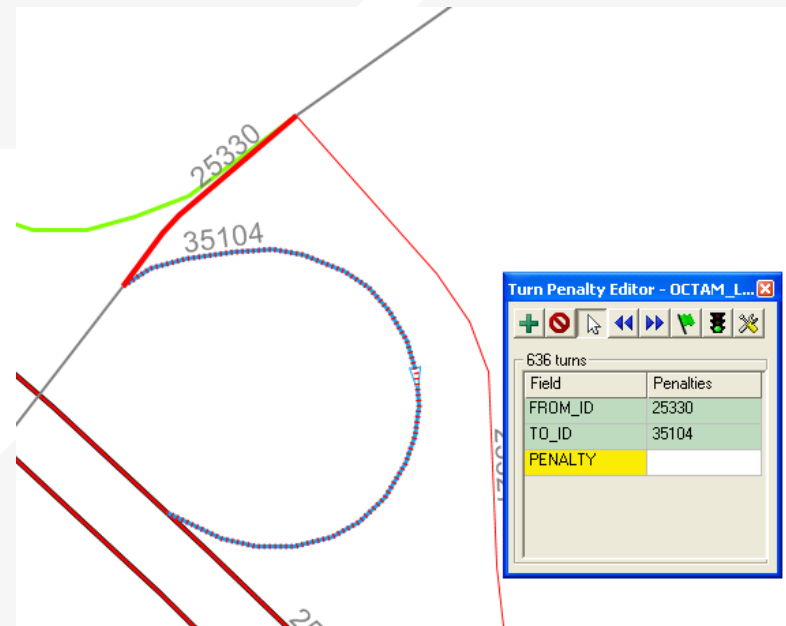 25330
35104
Turn Penalty Editor - OCTAM_L...
636 turns
Field Penalties
FROM_ID 25330
TO_ID 35104
PENALTY